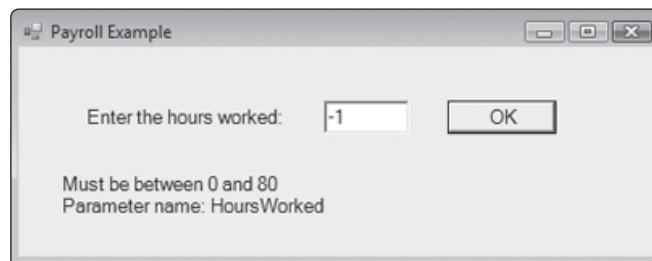 Payroll Example
Enter the hours worked: -1 OK
Must be between 0 and 80
Parameter name: HoursWorked